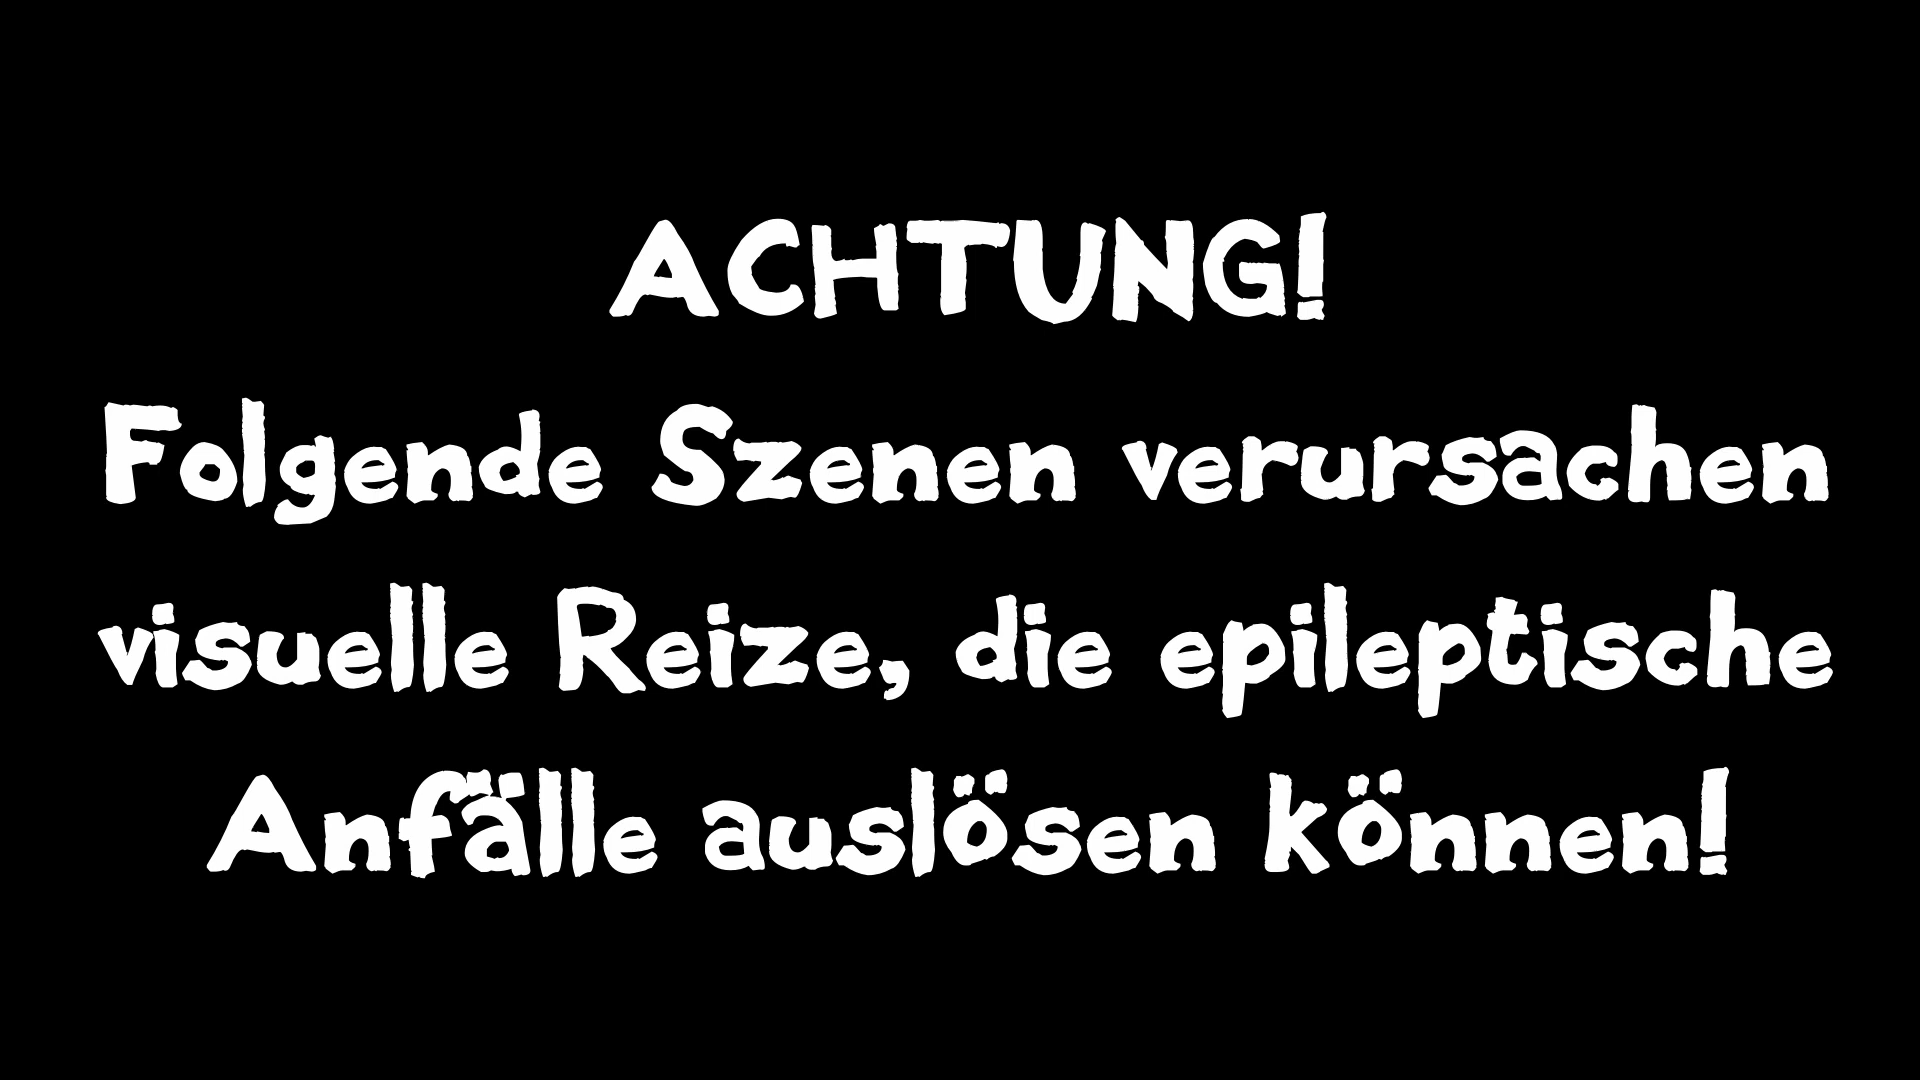 ACHTUNG!
Folgende Szenen verursachen
visuelle Reize, die epileptische
Anfälle auslösen können!